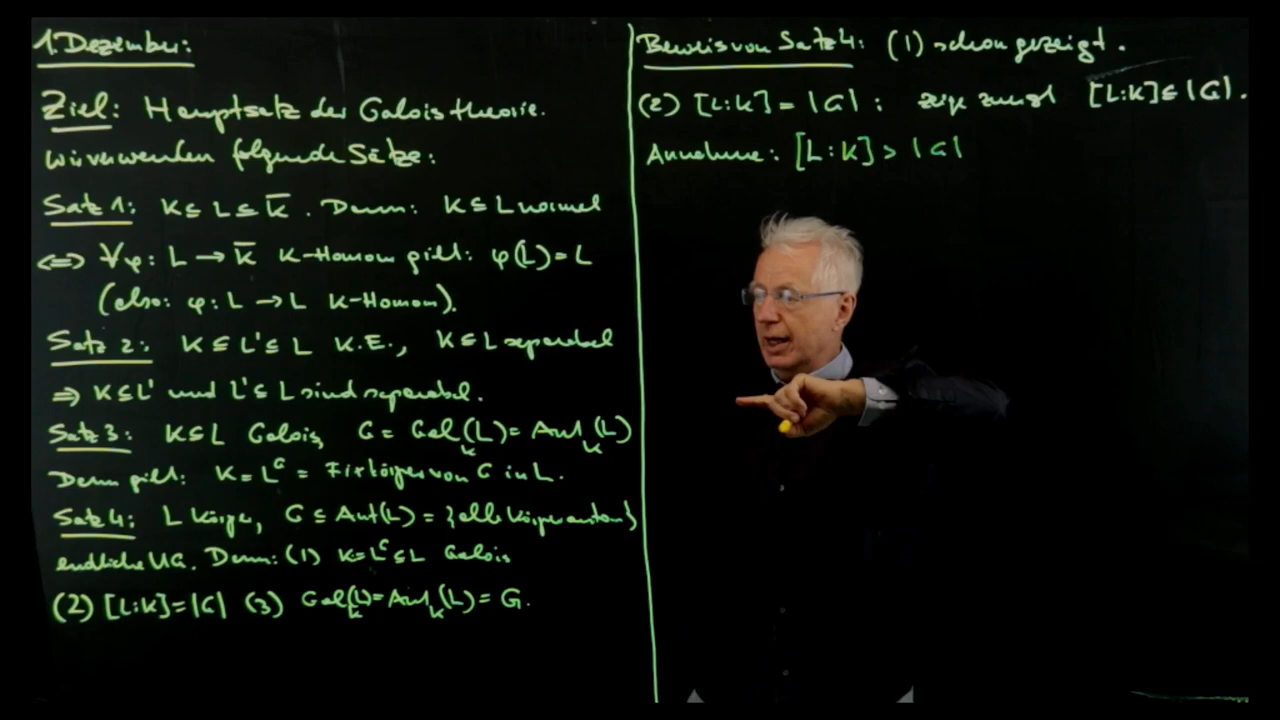 1. Dezember:
Ziel: Hauptsatz der Galoistheorie.
Wir verwenden folgende Sätze:
Satz 1: K ⊆ L ⊆ K̅. Dann: K ⊆ L normal
⟺ ∀φ: L → K̅ K-Homom gilt: φ(L) = L
(also: φ: L → L K-Homom).
Satz 2: K ⊆ L' ⊆ L K.E., K ⊆ L separabel
⇒ K ⊆ L' und L' ⊆ L sind separabel.
Satz 3: K ⊆ L Galois, G = Gal_K(L) = Aut_K(L)
Dann gilt: K = L^G = Fixkörper von G in L.
Satz 4: L Körper, G ⊆ Aut(L) = {alle Körperautom}
endliche UG. Dann: (1) K = L^G ⊆ L Galois
(2) [L:K] = |G| (3) Gal_K(L) = Aut_K(L) = G.
Beweis von Satz 4: (1) schon gezeigt.
(2) [L:K] = |G|: zeige zuerst [L:K] ≤ |G|.
Annahme: [L:K] > |G|